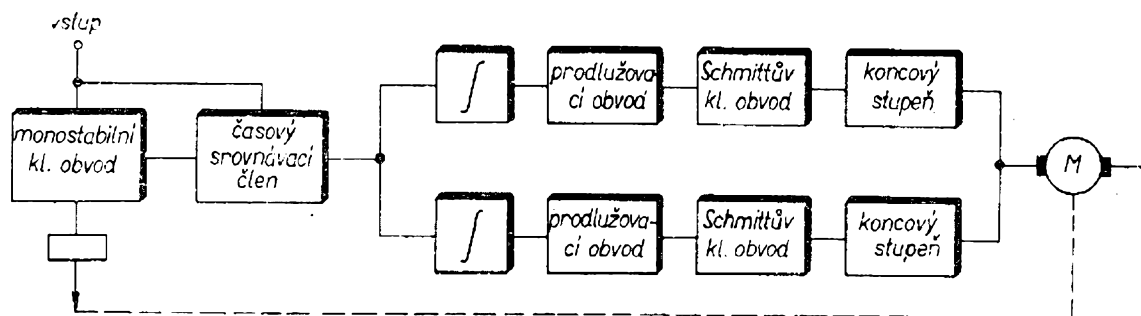 vstup
monostabilní
kl. obvod
časový
srovnávací
člen
∫
prodlužova-
cí obvod
Schmittův
kl. obvod
koncový
stupeň
∫
prodlužova-
cí obvod
Schmittův
kl. obvod
koncový
stupeň
M